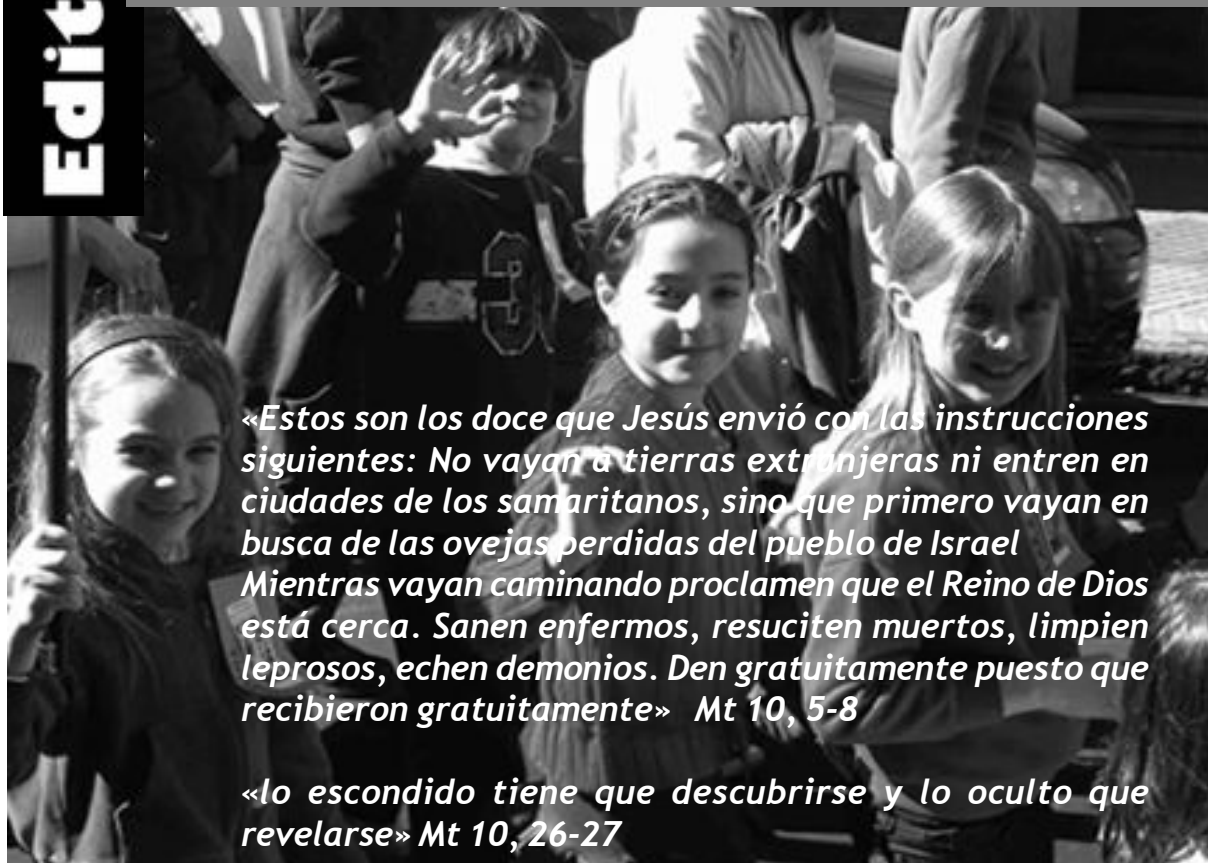 Edit
«Estos son los doce que Jesús envió con las instrucciones
siguientes: No vayan a tierras extranjeras ni entren en
ciudades de los samaritanos, sino que primero vayan en
busca de las ovejas perdidas del pueblo de Israel
Mientras vayan caminando proclamen que el Reino de Dios
está cerca. Sanen enfermos, resuciten muertos, limpien
leprosos, echen demonios. Den gratuitamente puesto que
recibieron gratuitamente» Mt 10, 5-8
«lo escondido tiene que descubrirse y lo oculto que
revelarse» Mt 10, 26-27
3